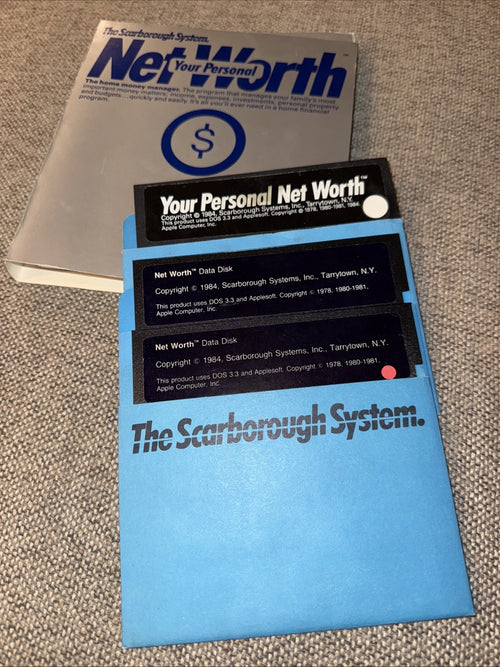 The Scarborough System.
Net Worth
Your Personal
The home money manager. The program that manages your family's most
important money matters; income, expenses, investments, personal property
and budgets...quickly and easily. It's all you'll ever need in a home financial
program.
$
Your Personal Net Worth™
Copyright © 1984, Scarborough Systems, Inc., Tarrytown, N.Y.
This product uses DOS 3.3 and Applesoft. Copyright © 1978, 1980-1981, 1984.
Apple Computer, Inc.
Net Worth™ Data Disk
Copyright © 1984, Scarborough Systems, Inc., Tarrytown, N.Y.
This product uses DOS 3.3 and Applesoft. Copyright © 1978, 1980-1981,
Apple Computer, Inc.
Net Worth™ Data Disk
Copyright © 1984, Scarborough Systems, Inc., Tarrytown, N.Y.
This product uses DOS 3.3 and Applesoft. Copyright © 1978, 1980-1981,
Apple Computer, Inc.
The Scarborough System.